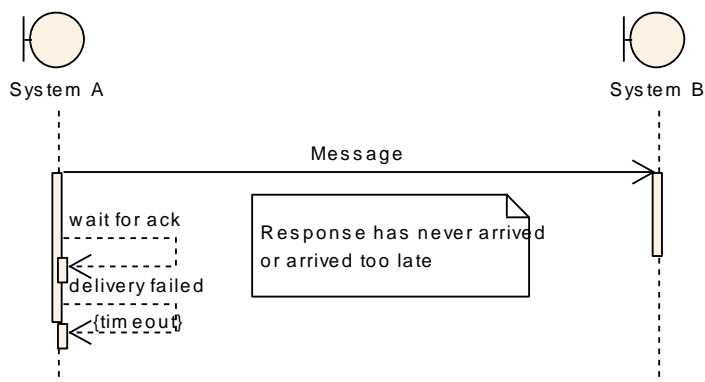 System A
System B
Message
wait for ack
Response has never arrived
or arrived too late
delivery failed
{timeout}